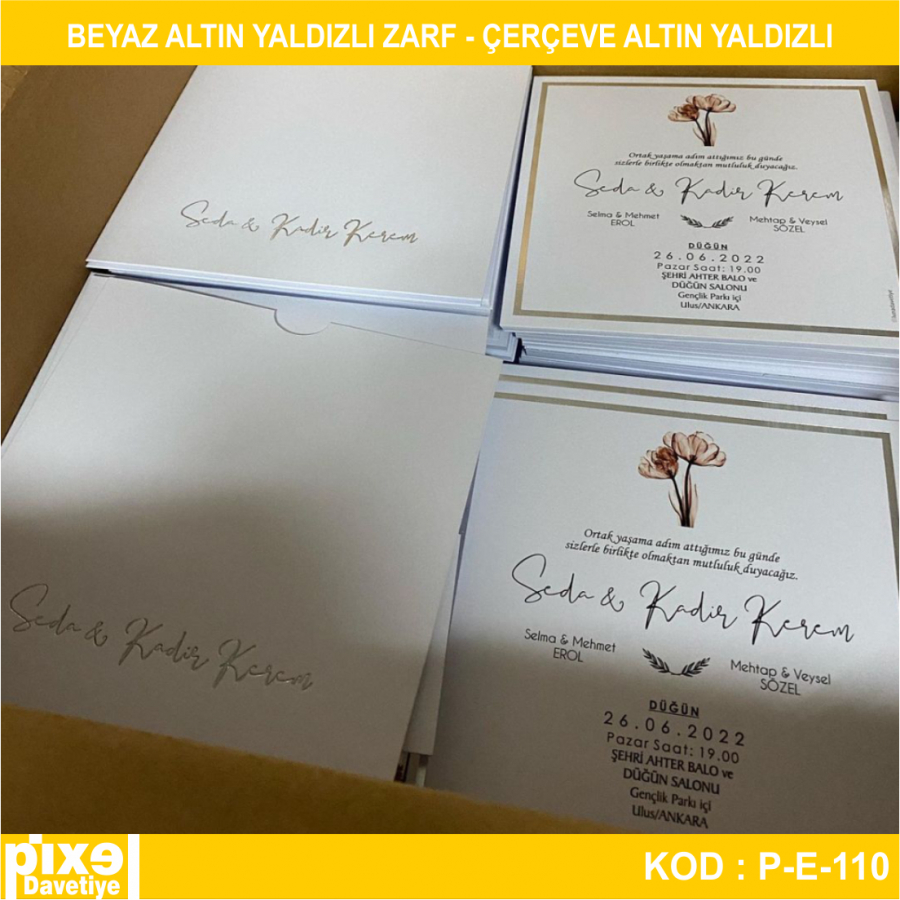 BEYAZ ALTIN YALDIZLI ZARF - ÇERÇEVE ALTIN YALDIZLI
Seda & Kadir Kerem
Ortak yaşama adım attığımız bu günde
sizlerle birlikte olmaktan mutluluk duyacağız.
Seda & Kadir Kerem
Selma & Mehmet
EROL
Mehtap & Veysel
SÖZEL
DÜĞÜN
26.06.2022
Pazar Saat: 19.00
ŞEHRİ AHTER BALO ve
DÜĞÜN SALONU
Gençlik Parkı içi
Ulus/ANKARA
Seda & Kadir Kerem
Ortak yaşama adım attığımız bu günde
sizlerle birlikte olmaktan mutluluk duyacağız.
Seda & Kadir Kerem
Selma & Mehmet
EROL
Mehtap & Veysel
SÖZEL
DÜĞÜN
26.06.2022
Pazar Saat: 19.00
ŞEHRİ AHTER BALO ve
DÜĞÜN SALONU
Gençlik Parkı içi
Ulus/ANKARA
pixel
Davetiye
KOD : P-E-110